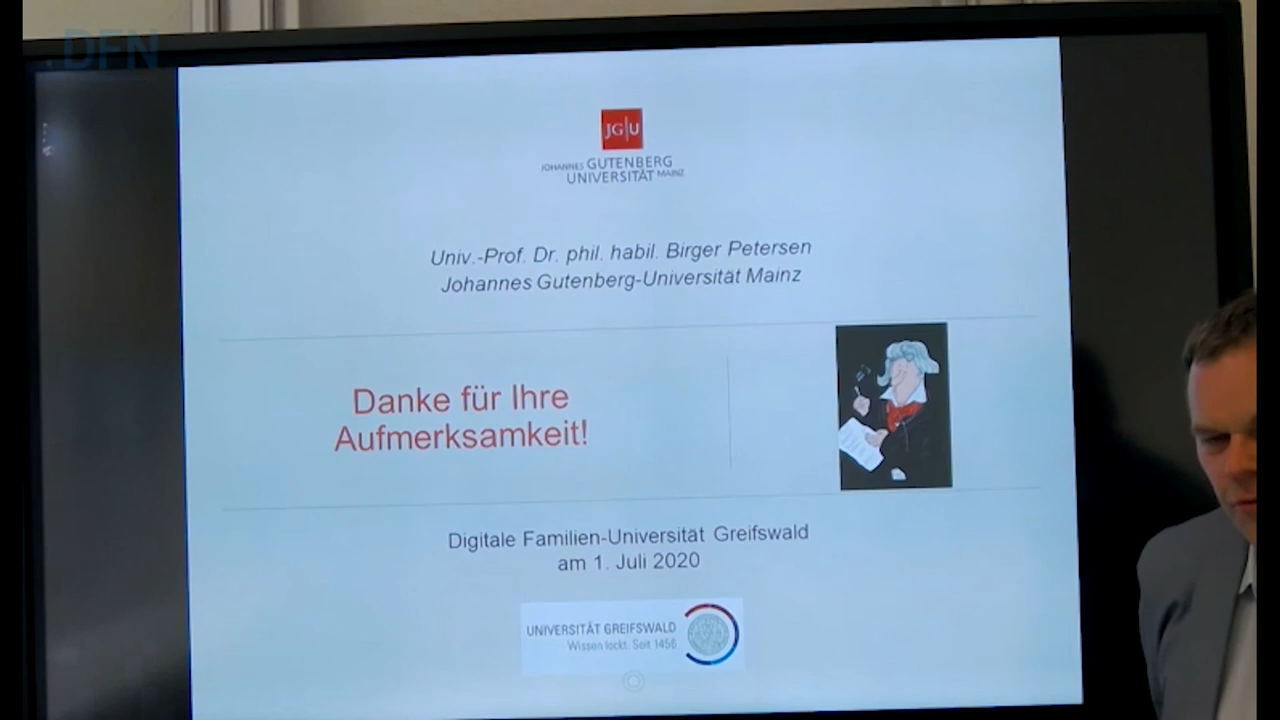 DFN
JG|U
JOHANNES GUTENBERG
UNIVERSITÄT MAINZ
Univ.-Prof. Dr. phil. habil. Birger Petersen
Johannes Gutenberg-Universität Mainz
Danke für Ihre
Aufmerksamkeit!
Digitale Familien-Universität Greifswald
am 1. Juli 2020
UNIVERSITÄT GREIFSWALD
Wissen lockt. Seit 1456